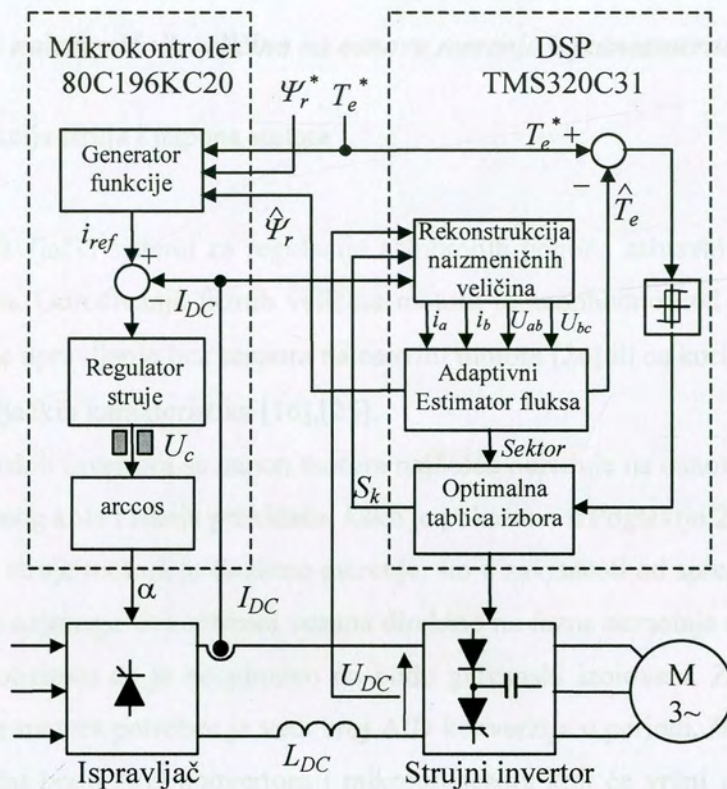 Mikrokontroler
80C196KC20
DSP
TMS320C31
Ψr* Te*
Generator
funkcije
Te* +
−
T̂e
Ψ̂r
iref
+
IDC
Rekonstrukcija
naizmeničnih
veličina
ia ib Uab Ubc
Regulator
struje
Adaptivni
Estimator fluksa
Uc
Sektor
Sk
arccos
Optimalna
tablica izbora
α
IDC
UDC
M
3~
LDC
Ispravljač
Strujni invertor